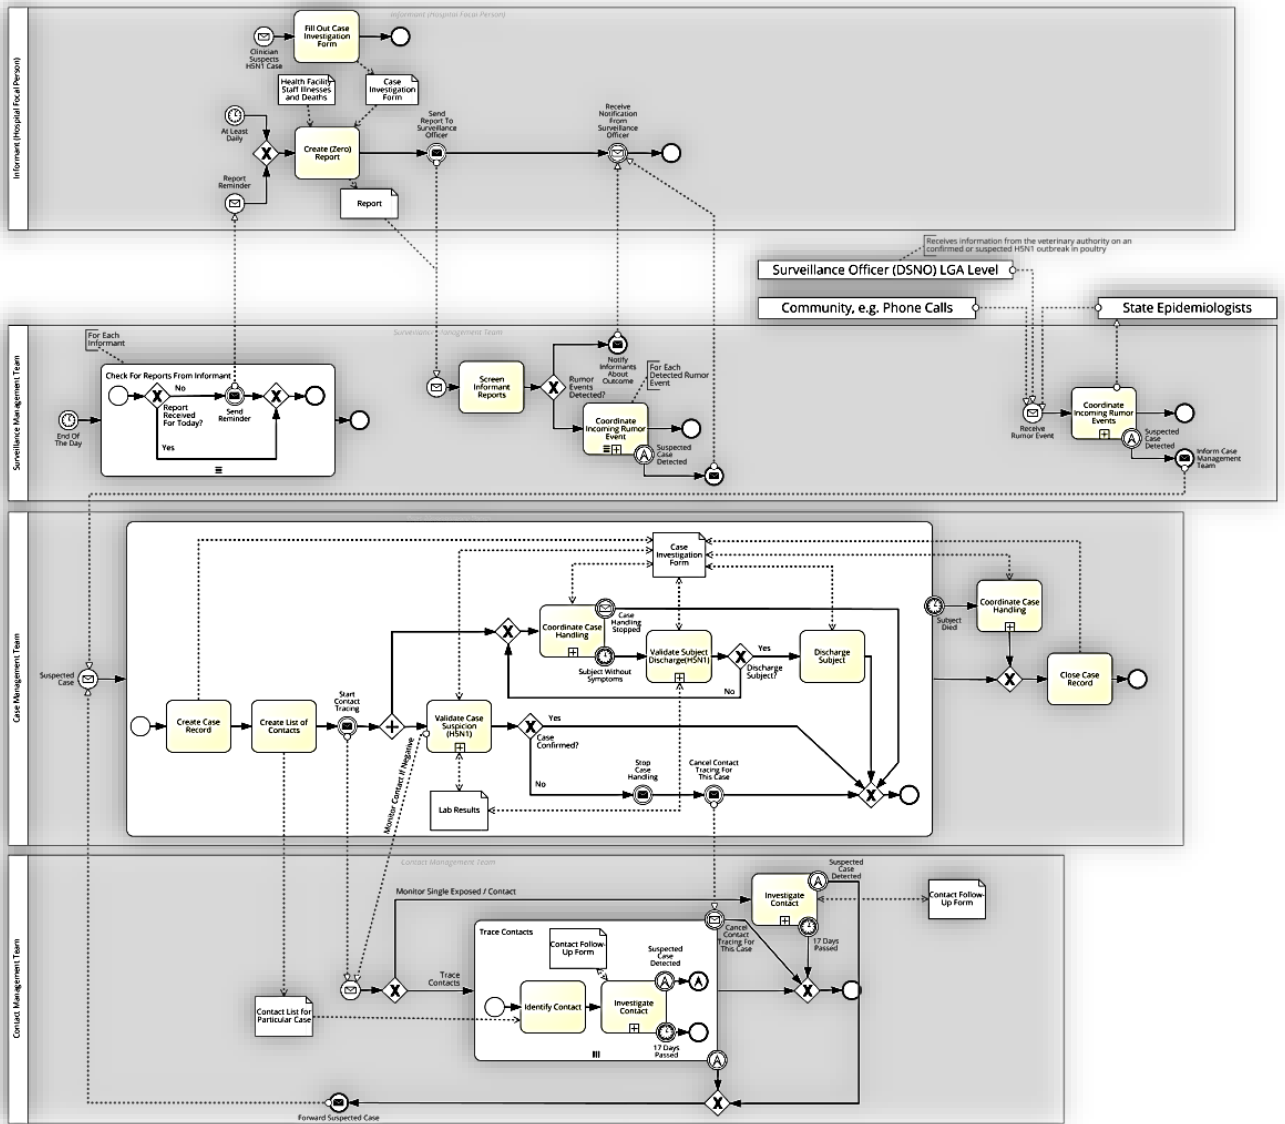 Informant (Hospital Focal Person)
Informant (Hospital Focal Person)
Fill Out Case
Investigation
Form
Clinician
Suspects
H5N1 Case
Health Facility
Staff Illnesses
and Deaths
Case
Investigation
Form
At Least
Daily
Create (Zero)
Report
Send
Report To
Surveillance
Officer
Receive
Notification
From
Surveillance
Officer
Report
Reminder
Report
Receives information from the veterinary authority on an
confirmed or suspected H5N1 outbreak in poultry
Surveillance Officer (DSNO) LGA Level
Community, e.g. Phone Calls
State Epidemiologists
Surveillance Management Team
Surveillance Management Team
For Each
Informant
Check For Reports From Informant
No
Report
Received
For Today?
Send
Reminder
Yes
End Of
The Day
Screen
Informant
Reports
Rumor
Events
Detected?
Notify
Informants
About
Outcome
For Each
Detected Rumor
Event
Coordinate
Incoming Rumor
Event
Suspected
Case
Detected
Receive
Rumor Event
Coordinate
Incoming Rumor
Events
Suspected
Case
Detected
Inform Case
Management
Team
Case Management Team
Suspected
Case
Case
Investigation
Form
Coordinate Case
Handling
Case
Handling
Stopped
Subject Without
Symptoms
Validate Subject
Discharge(H5N1)
Yes
Discharge
Subject?
No
Discharge
Subject
Subject
Died
Coordinate Case
Handling
Close Case
Record
Create Case
Record
Create List of
Contacts
Start
Contact
Tracing
Validate Case
Suspicion
(H5N1)
Yes
Case
Confirmed?
No
Stop
Case
Handling
Cancel Contact
Tracing For
This Case
Lab Results
Monitor Contact If Negative
Contact Management Team
Contact Management Team
Monitor Single Exposed / Contact
Suspected
Case
Detected
Investigate
Contact
Contact Follow-
Up Form
17 Days
Passed
Cancel
Contact
Tracing For
This Case
Trace Contacts
Contact Follow-
Up Form
Suspected
Case
Detected
Trace
Contacts
Identify Contact
Investigate
Contact
17 Days
Passed
Contact List for
Particular Case
Forward Suspected Case